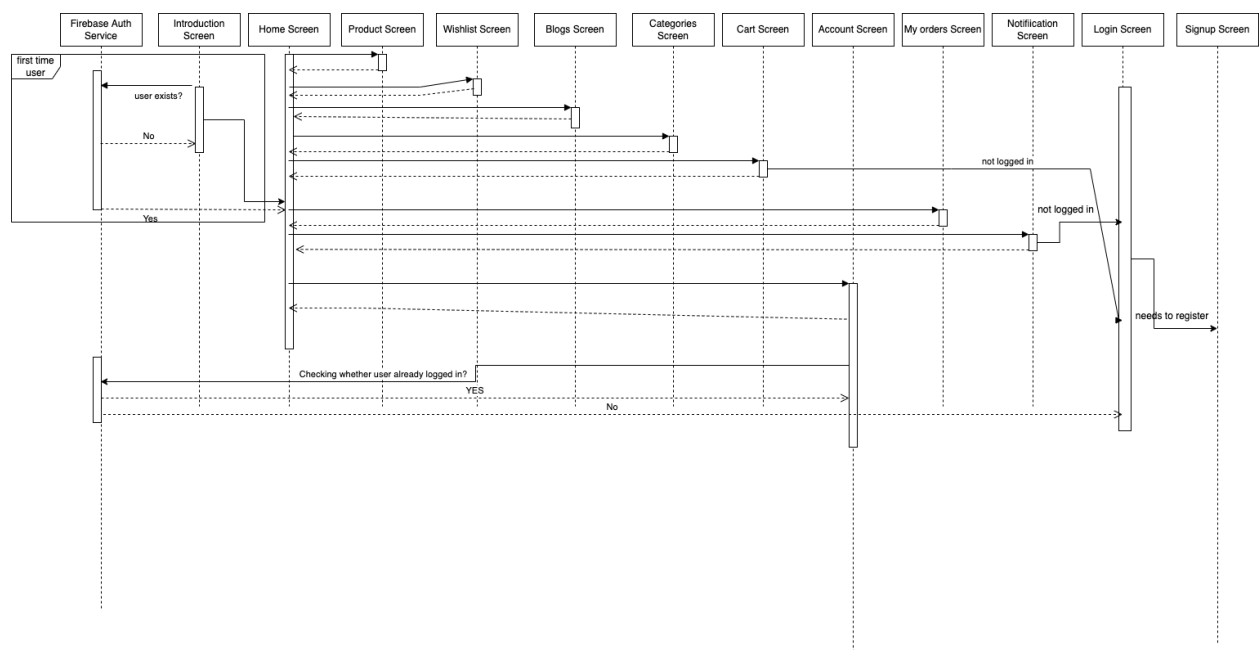 Firebase Auth
Service
Introduction
Screen
Home Screen
Product Screen
Wishlist Screen
Blogs Screen
Categories
Screen
Cart Screen
Account Screen
My orders Screen
Notifiication
Screen
Login Screen
Signup Screen
first time
user
user exists?
No
Yes
not logged in
not logged in
needs to register
Checking whether user already logged in?
YES
No